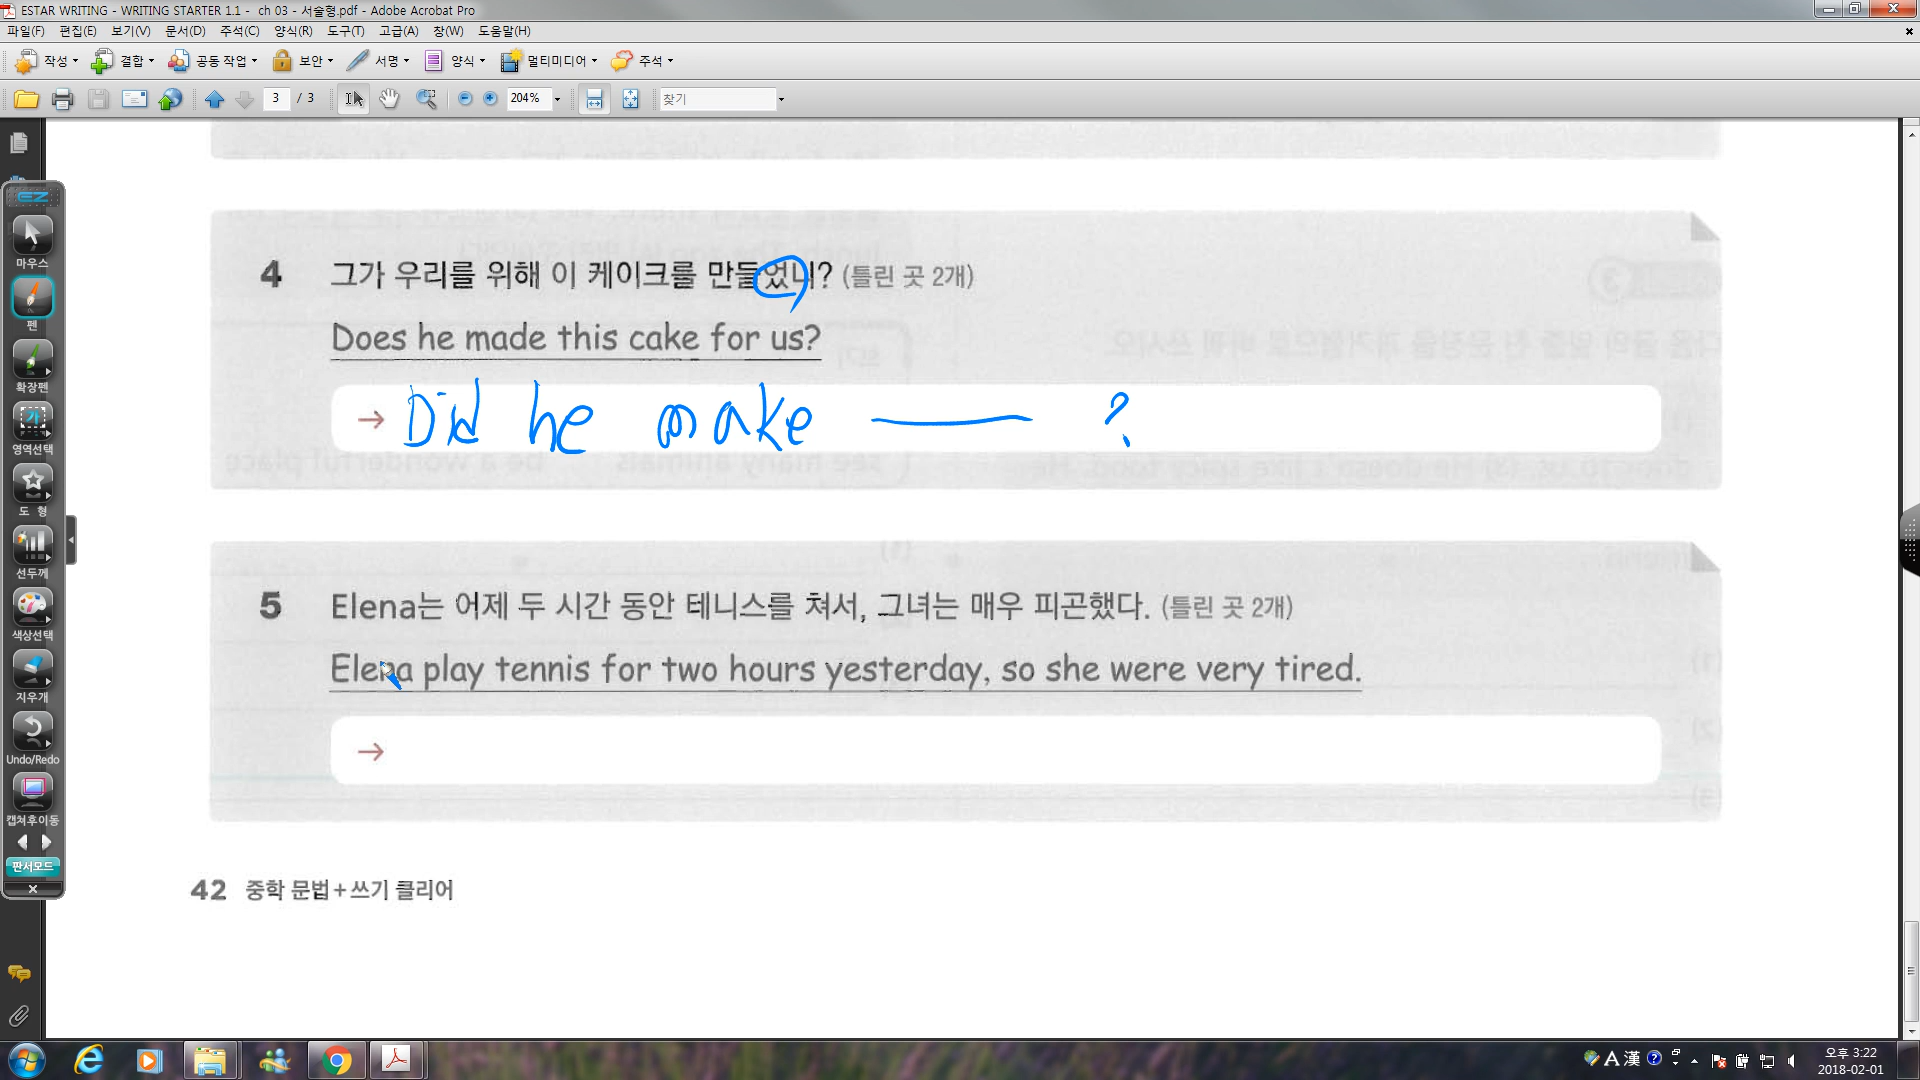 ESTAR WRITING - WRITING STARTER 1.1 - ch 03 - 서술형.pdf - Adobe Acrobat Pro
파일(F) 편집(E) 보기(V) 문서(D) 주석(C) 양식(R) 도구(T) 고급(A) 창(W) 도움말(H)
작성 결합 공동 작업 보안 서명 양식 멀티미디어 주석
3 / 3 204% 찾기
EZ
마우스
펜
확장펜
영역선택
도 형
선두께
색상선택
지우개
Undo/Redo
캡쳐후이동
판서모드
4 그가 우리를 위해 이 케이크를 만들었니? (틀린 곳 2개)
Does he made this cake for us?
→ Did he make —— ?
5 Elena는 어제 두 시간 동안 테니스를 쳐서, 그녀는 매우 피곤했다. (틀린 곳 2개)
Elena play tennis for two hours yesterday, so she were very tired.
→
42 중학 문법+쓰기 클리어
A 漢
오후 3:22
2018-02-01